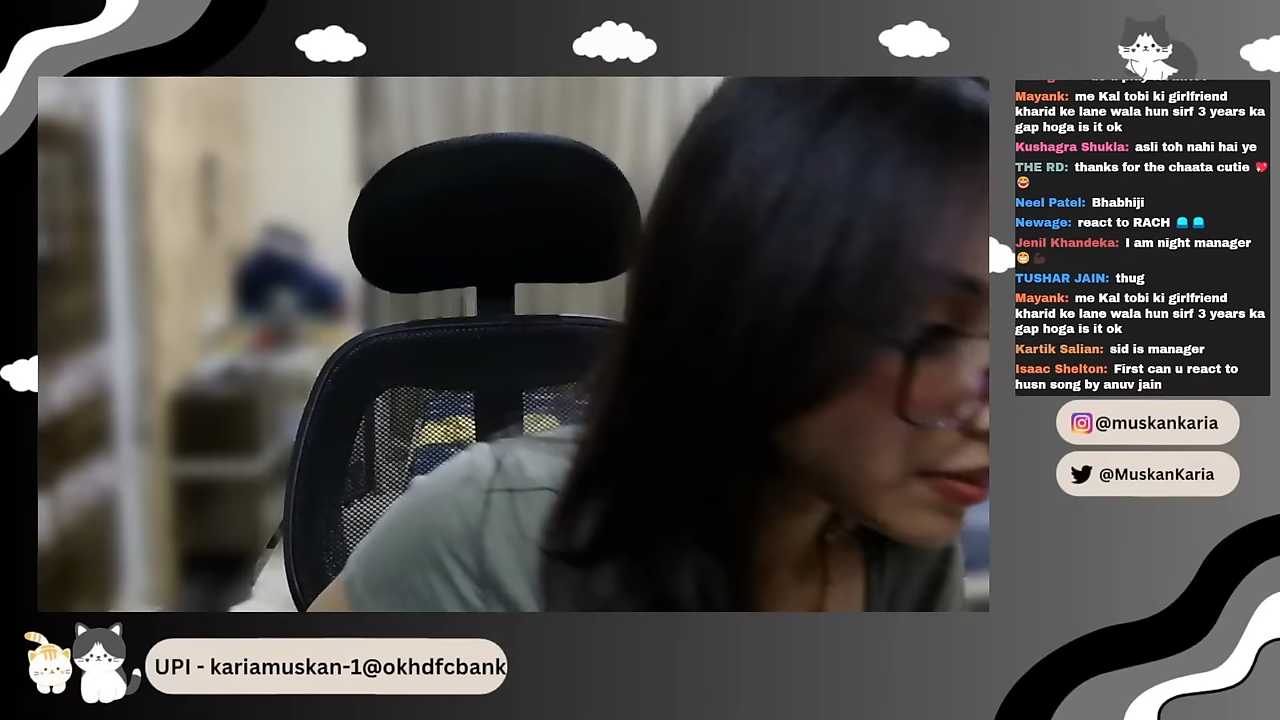 Mayank: me Kal tobi ki girlfriend
kharid ke lane wala hun sirf 3 years ka
gap hoga is it ok
Kushagra Shukla: asli toh nahi hai ye
THE RD: thanks for the chaata cutie 💖
😅
Neel Patel: Bhabhiji
Newage: react to RACH
Jenil Khandeka: I am night manager
TUSHAR JAIN: thug
Mayank: me Kal tobi ki girlfriend
kharid ke lane wala hun sirf 3 years ka
gap hoga is it ok
Kartik Salian: sid is manager
Isaac Shelton: First can u react to
husn song by anuv jain
@muskankaria
@MuskanKaria
UPI - kariamuskan-1@okhdfcbank